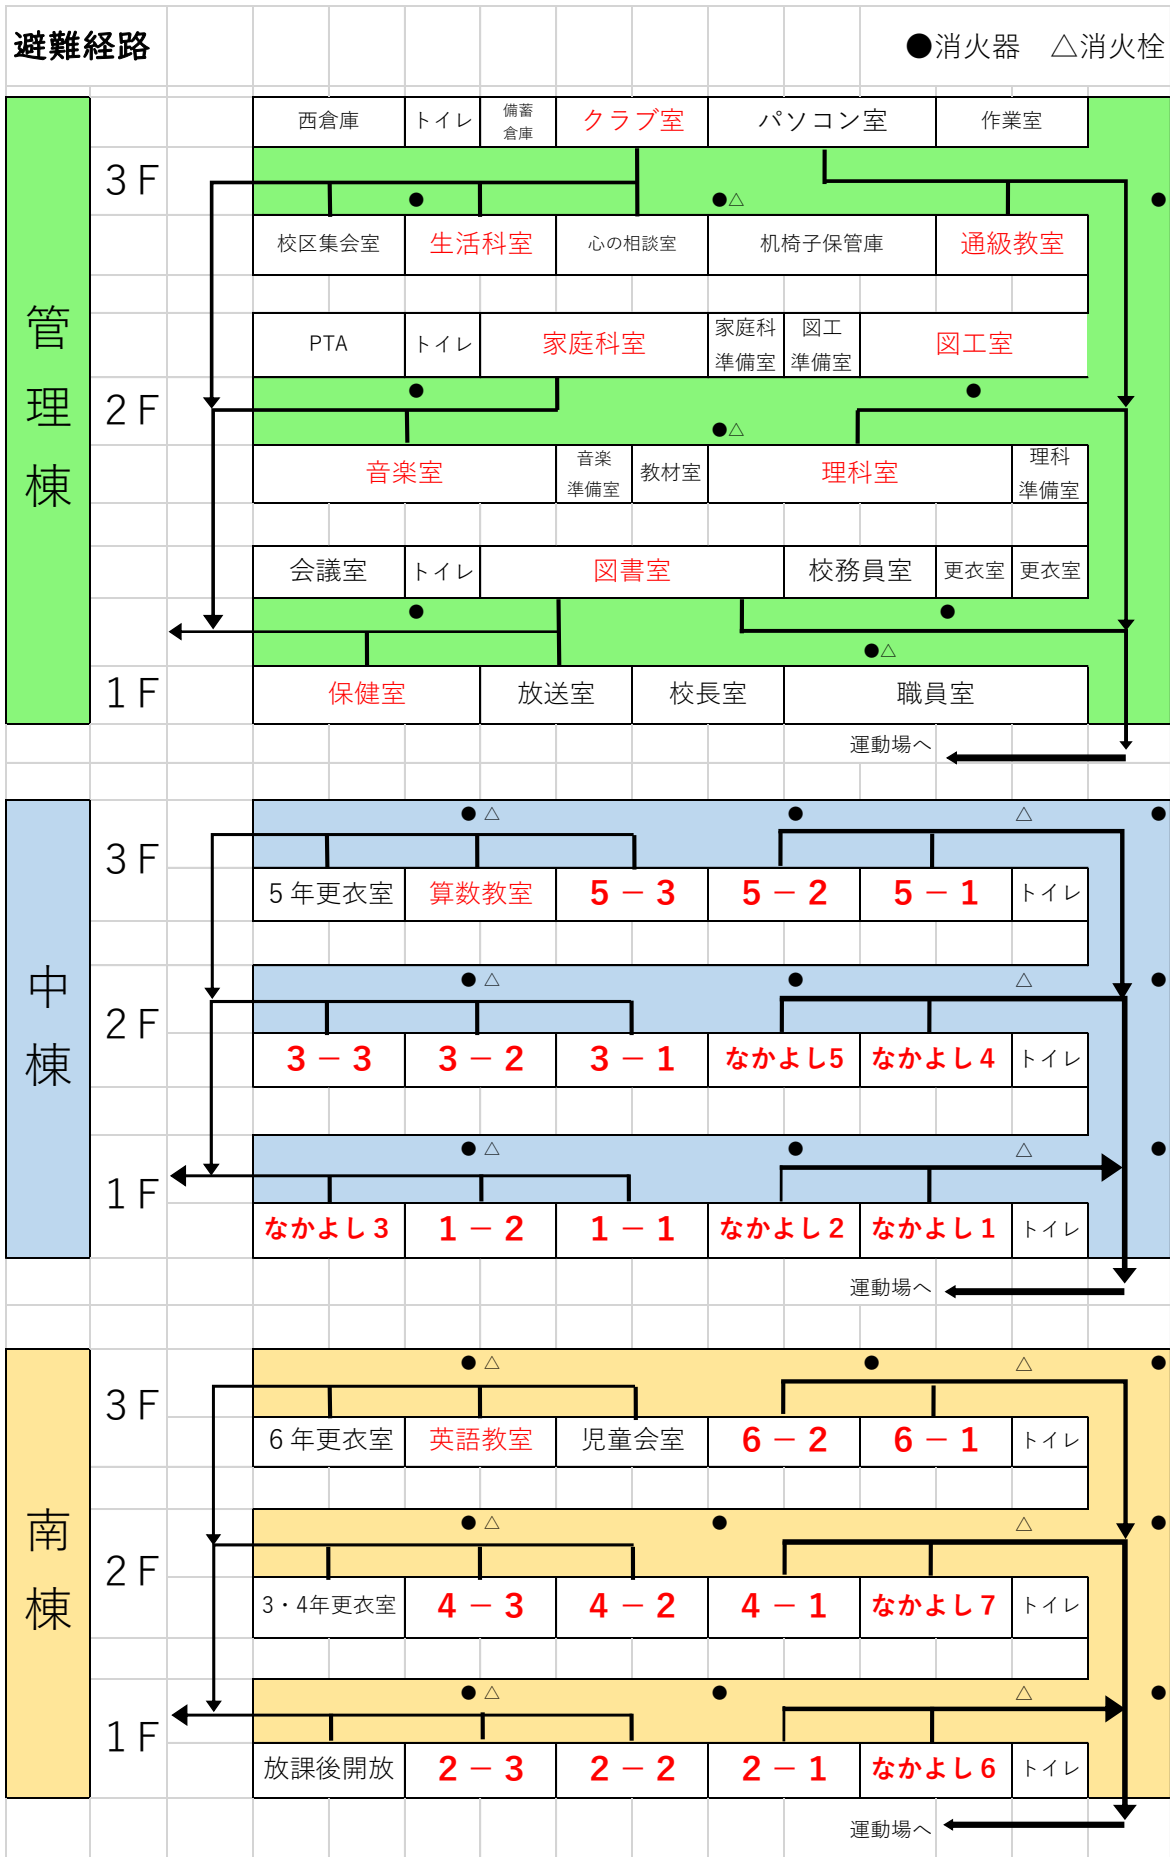 避難経路
●消火器　△消火栓
管理棟
3F
西倉庫 トイレ 備蓄倉庫 クラブ室 パソコン室 作業室
●
●△
●
校区集会室 生活科室 心の相談室 机椅子保管庫 通級教室
2F
PTA トイレ 家庭科室 家庭科準備室 図工準備室 図工室
●
●
●△
音楽室 音楽準備室 教材室 理科室 理科準備室
会議室 トイレ 図書室 校務員室 更衣室 更衣室
●
●
●△
1F
保健室 放送室 校長室 職員室
運動場へ
中棟
● △ ● △ ●
3F
5年更衣室 算数教室 5－3 5－2 5－1 トイレ
● △ ● △ ●
2F
3－3 3－2 3－1 なかよし5 なかよし4 トイレ
● △ ● △ ●
1F
なかよし3 1－2 1－1 なかよし2 なかよし1 トイレ
運動場へ
南棟
● △ ● △ ●
3F
6年更衣室 英語教室 児童会室 6－2 6－1 トイレ
● △ ● △ ●
2F
3・4年更衣室 4－3 4－2 4－1 なかよし7 トイレ
● △ ● △ ●
1F
放課後開放 2－3 2－2 2－1 なかよし6 トイレ
運動場へ